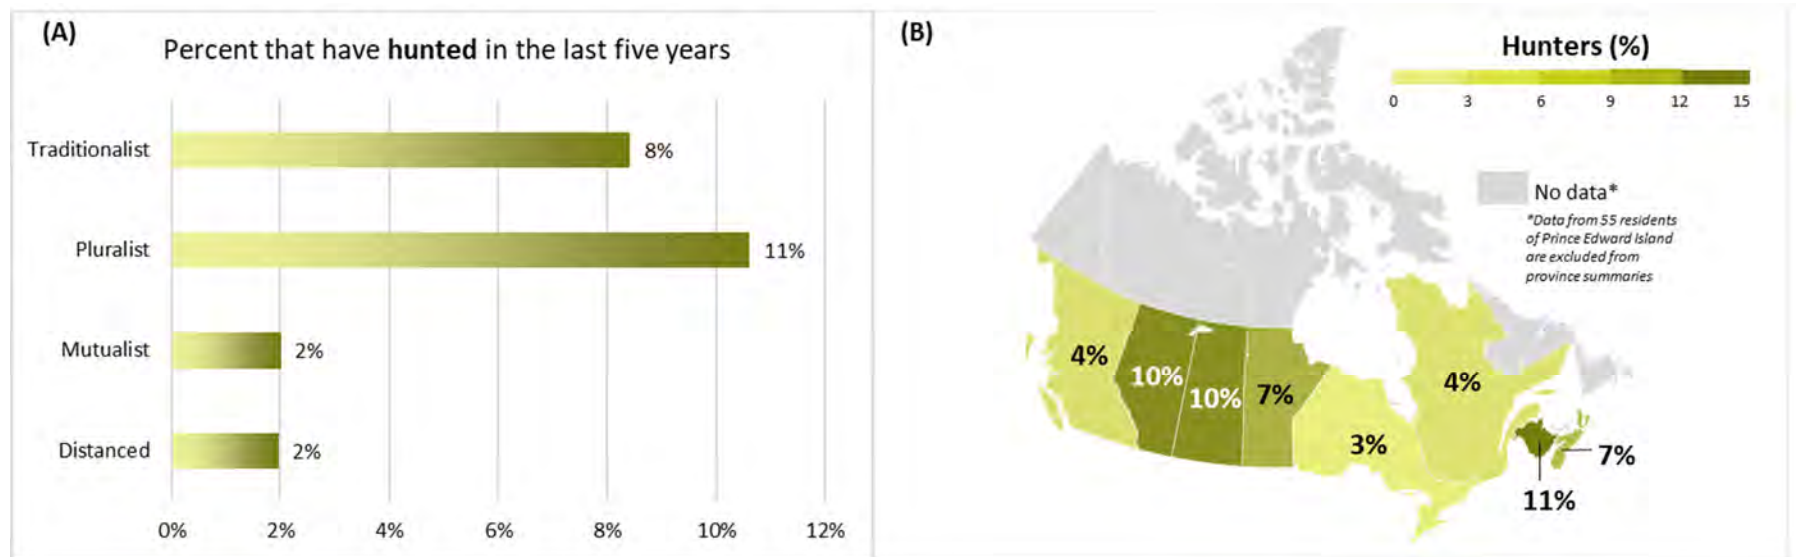 (A)
Percent that have hunted in the last five years
Traditionalist
8%
Pluralist
11%
Mutualist
2%
Distanced
2%
0%
2%
4%
6%
8%
10%
12%
(B)
Hunters (%)
0
3
6
9
12
15
No data*
*Data from 55 residents
of Prince Edward Island
are excluded from
province summaries
4%
10%
10%
7%
3%
4%
7%
11%